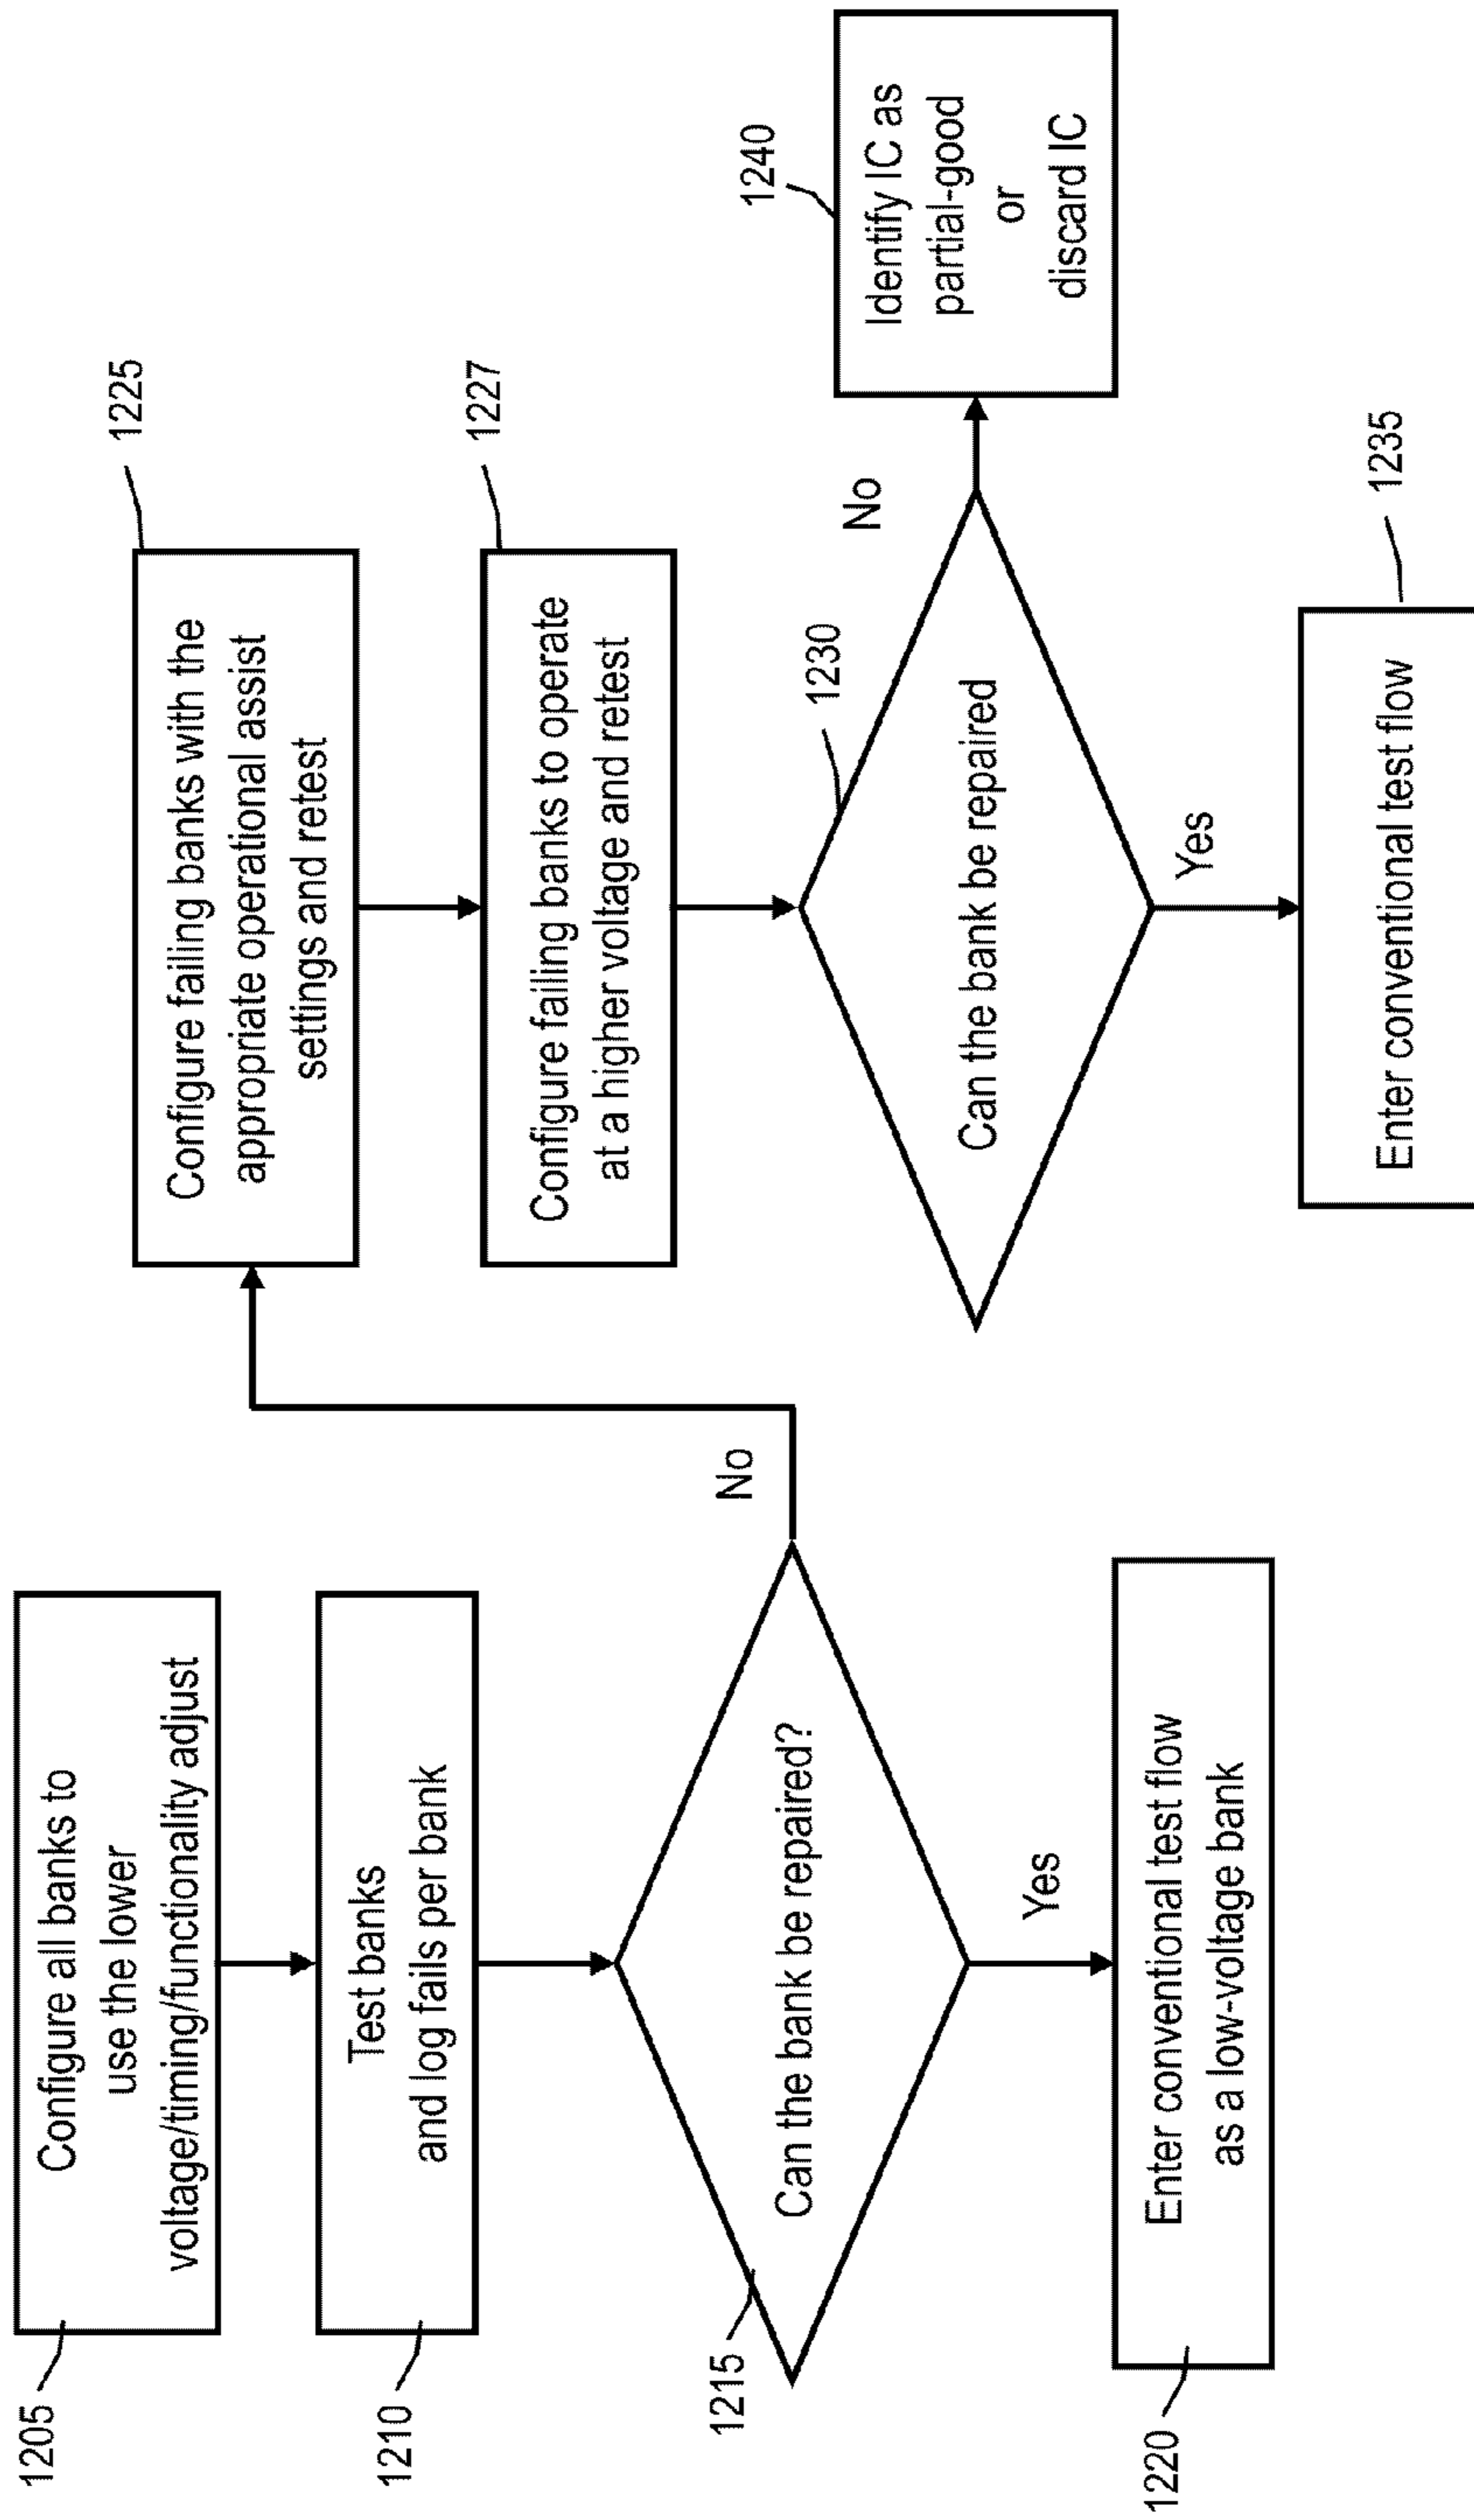 1205
Configure all banks to
use the lower
voltage/timing/functionality adjust
1210
Test banks
and log fails per bank
1215
Can the bank be repaired?
No
Yes
1220
Enter conventional test flow
as a low-voltage bank
1225
Configure failing banks with the
appropriate operational assist
settings and retest
1227
Configure failing banks to operate
at a higher voltage and retest
1230
Can the bank be repaired
No
1240
Identify IC as
partial-good
or
discard IC
Yes
1235
Enter conventional test flow